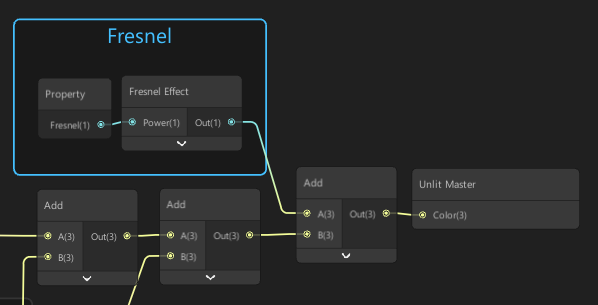 Fresnel
Property
Fresnel(1)
Fresnel Effect
Power(1) Out(1)
Add
A(3) Out(3)
B(3)
Add
A(3) Out(3)
B(3)
Add
A(3) Out(3)
B(3)
Unlit Master
Color(3)